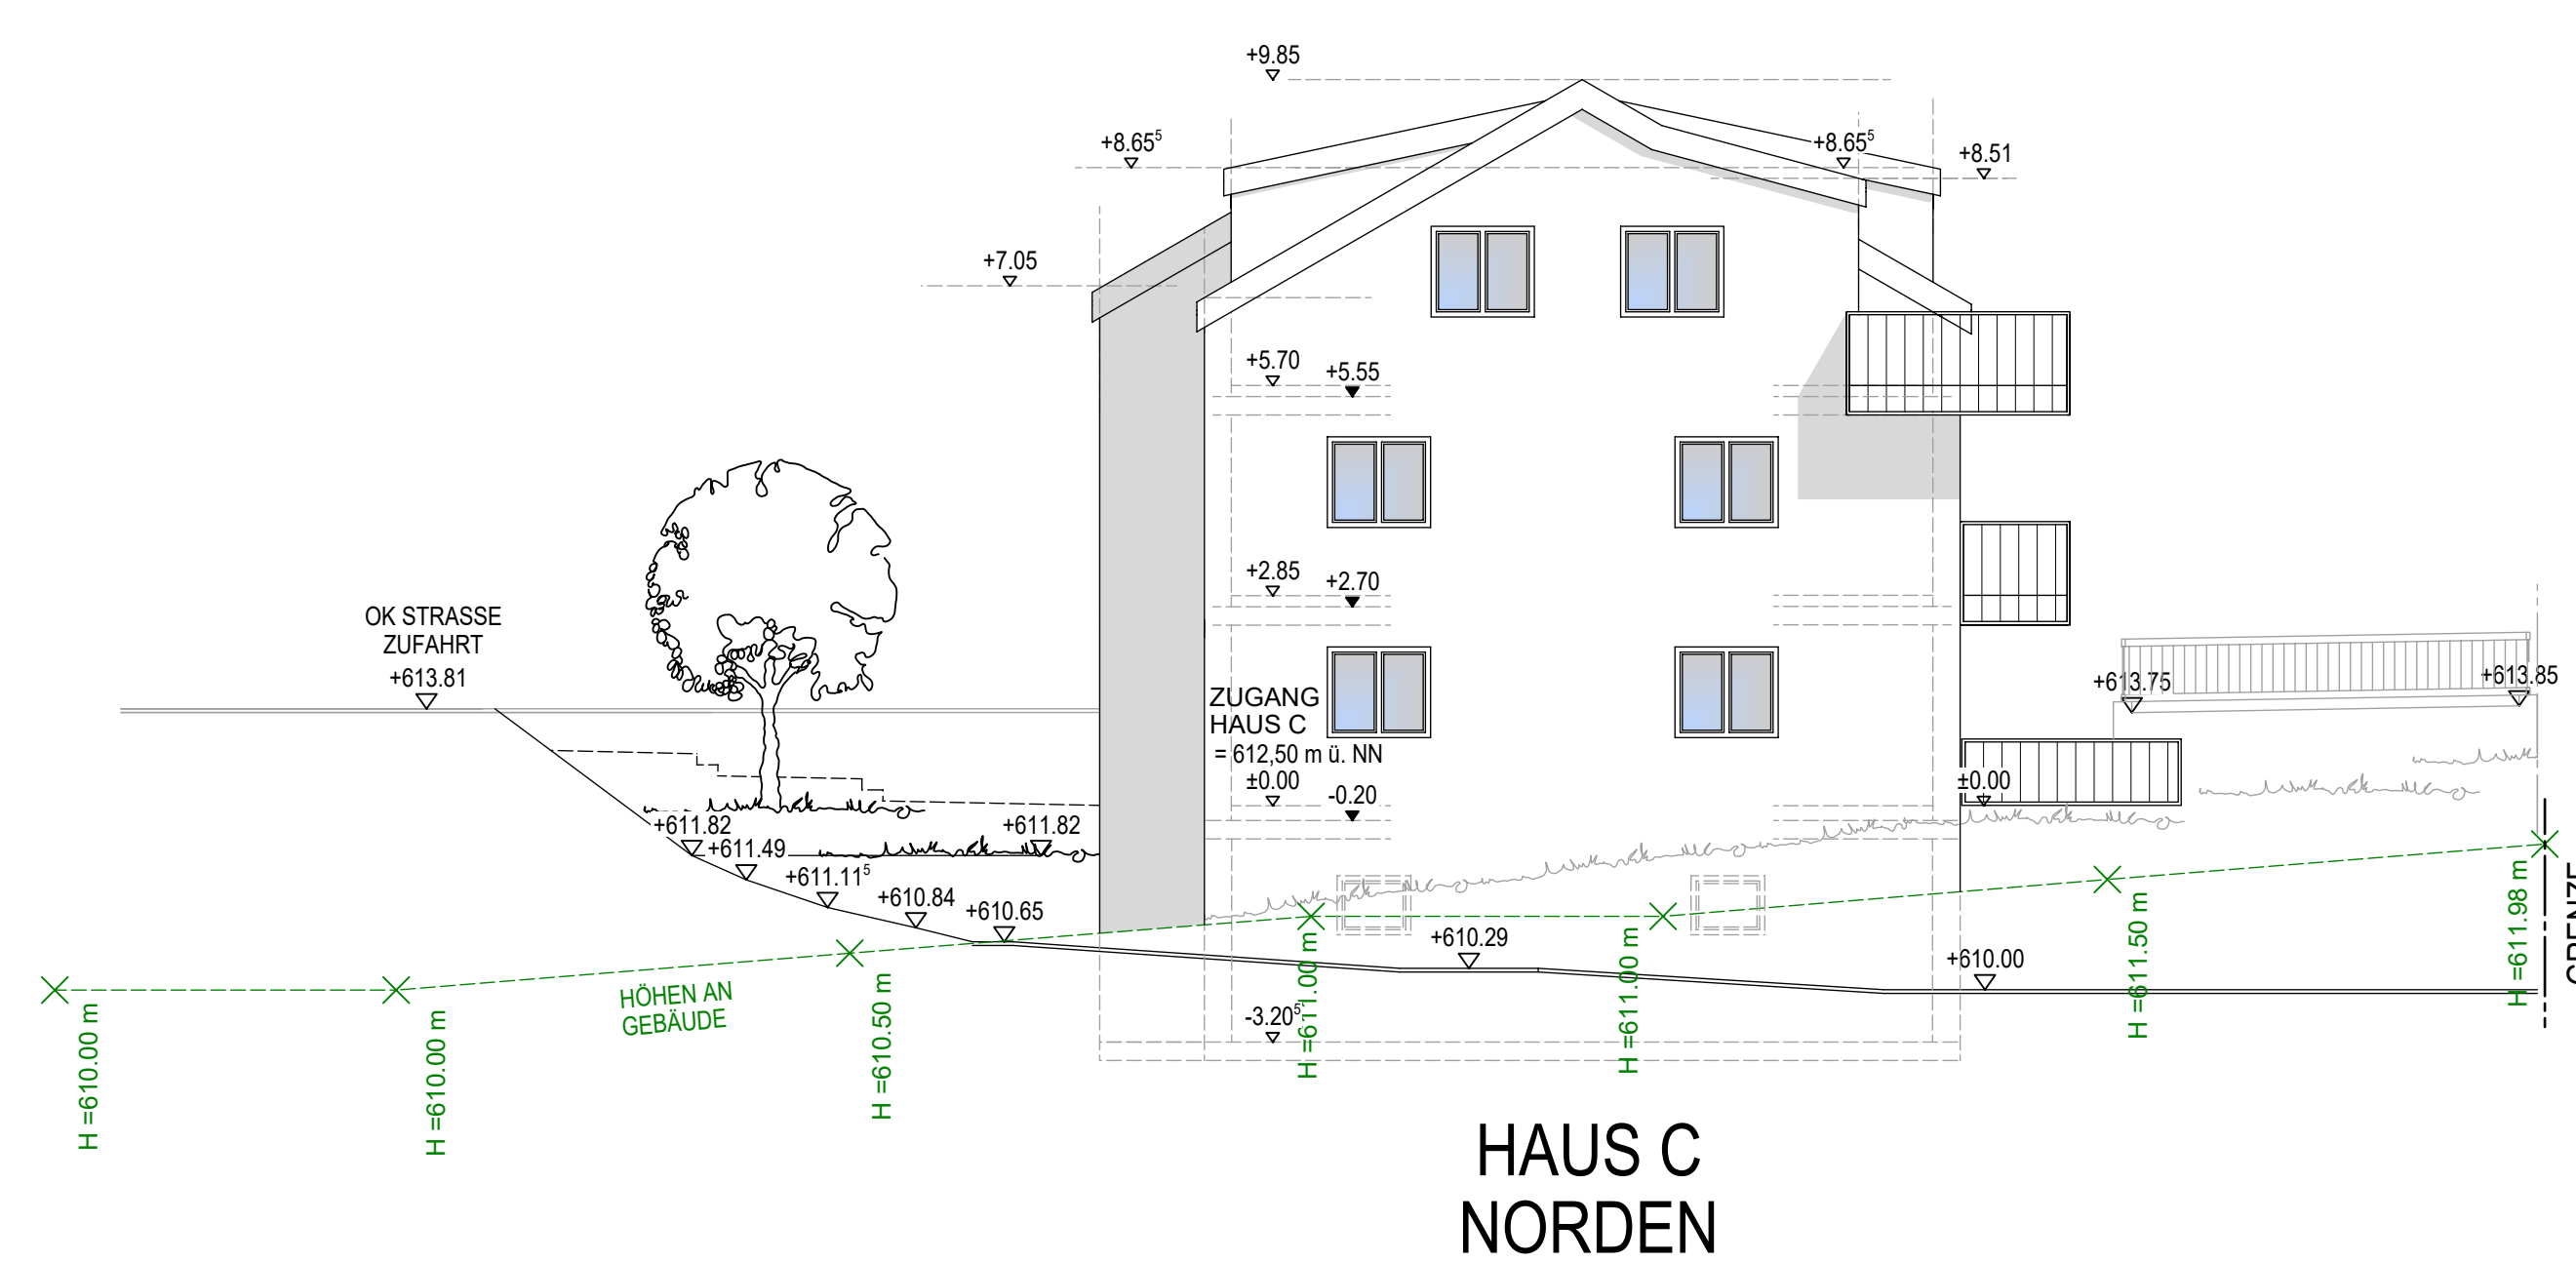 +9.85
+8.65⁵
+8.65⁵
+8.51
+7.05
+5.70
+5.55
+2.85
+2.70
OK STRASSE
ZUFAHRT
+613.81
ZUGANG
HAUS C
= 612,50 m ü. NN
±0.00
-0.20
±0.00
+613.75
+613.85
+611.82
+611.82
+611.49
+611.11⁵
+610.84
+610.65
+610.29
+610.00
-3.20⁵
HÖHEN AN
GEBÄUDE
H =610.00 m
H =610.00 m
H =610.50 m
H =611.00 m
H =611.00 m
H =611.50 m
H =611.98 m
GRENZE
HAUS C
NORDEN